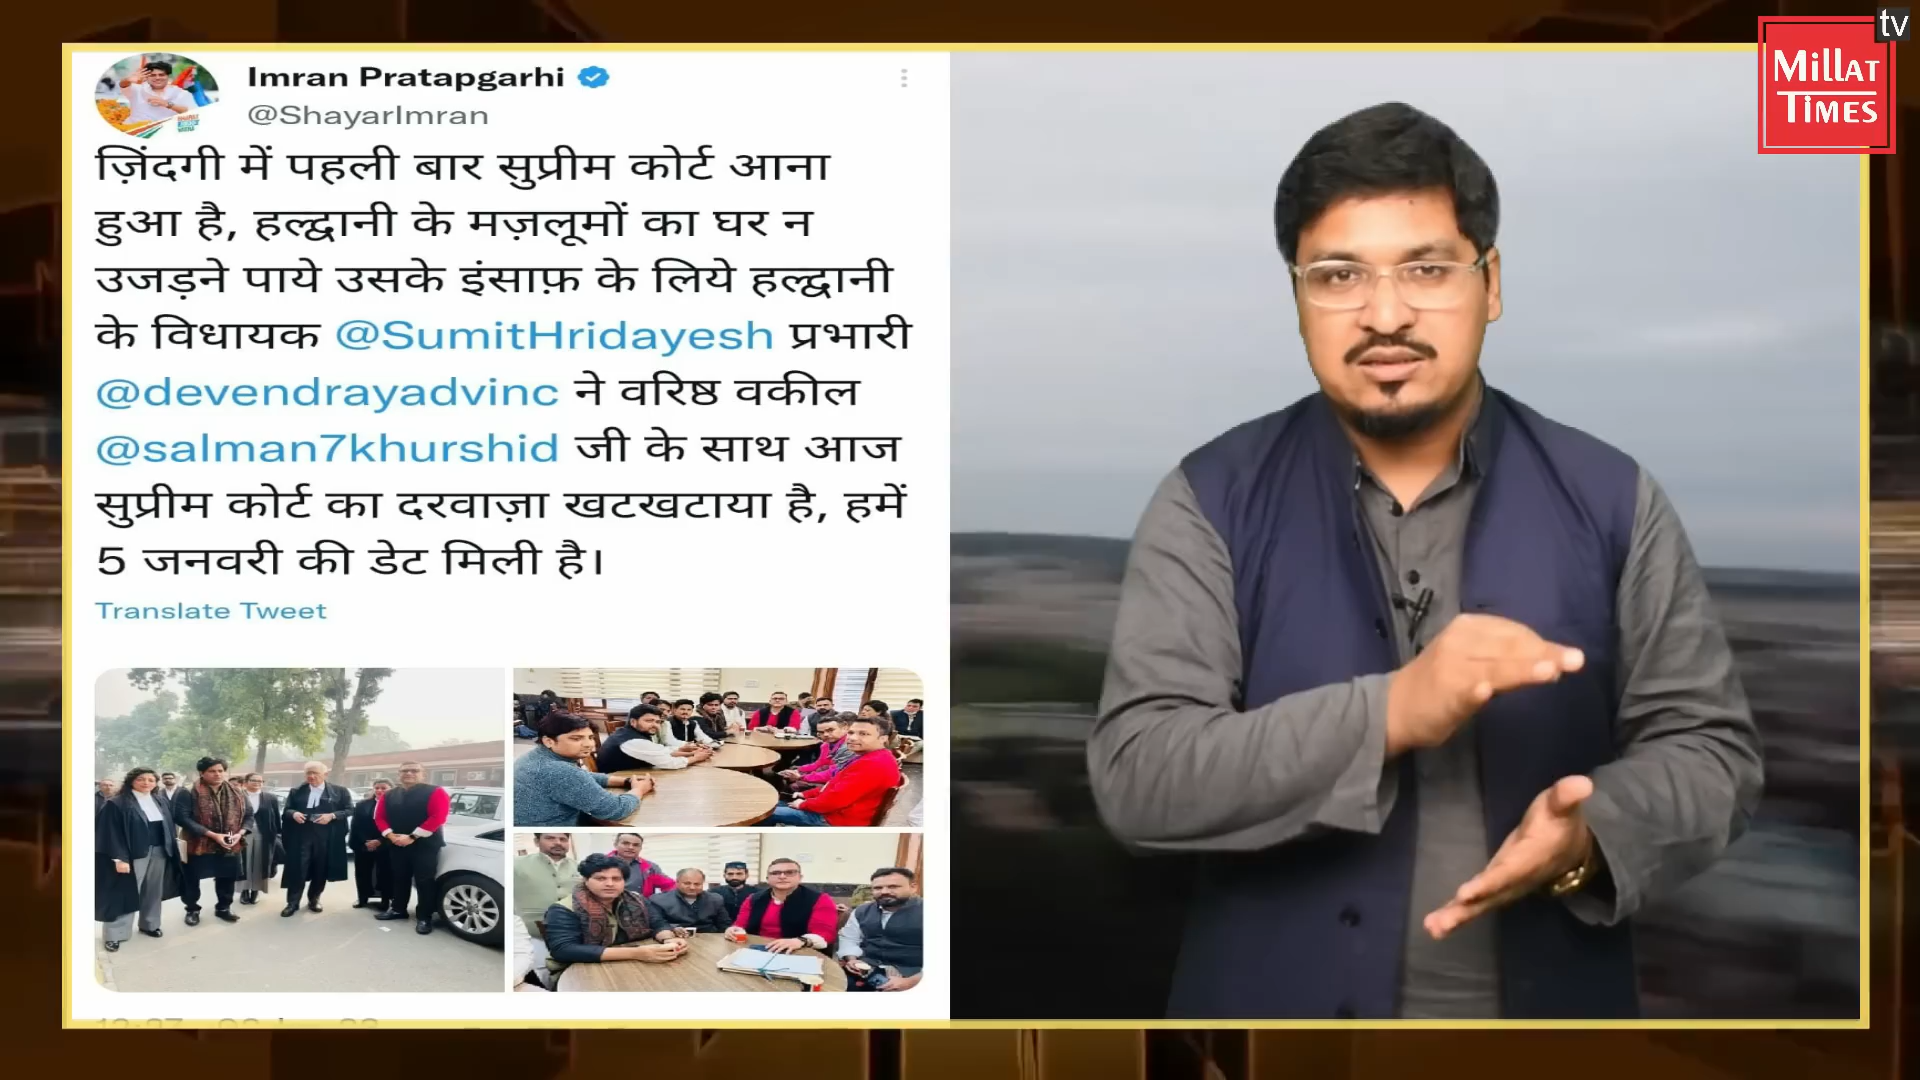 Imran Pratapgarhi
@ShayarImran
ज़िंदगी में पहली बार सुप्रीम कोर्ट आना
हुआ है, हल्द्वानी के मज़लूमों का घर न
उजड़ने पाये उसके इंसाफ़ के लिये हल्द्वानी
के विधायक @SumitHridayesh प्रभारी
@devendrayadvinc ने वरिष्ठ वकील
@salman7khurshid जी के साथ आज
सुप्रीम कोर्ट का दरवाज़ा खटखटाया है, हमें
5 जनवरी की डेट मिली है।
Translate Tweet
tv
MillAT
TiMES